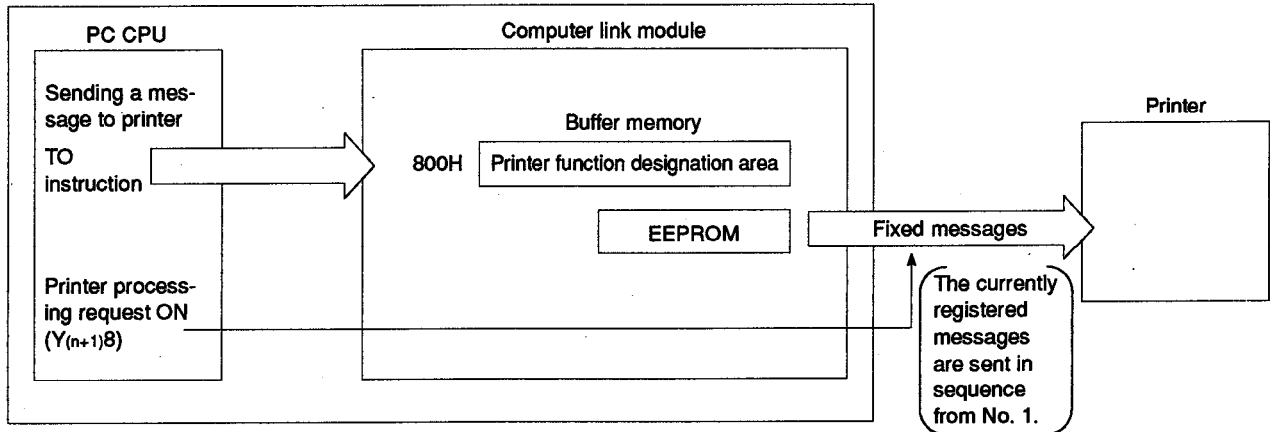 PC CPU
Sending a mes-
sage to printer
TO
instruction
Printer process-
ing request ON
(Y(n+1)8)
Computer link module
Buffer memory
800H
Printer function designation area
EEPROM
Fixed messages
The currently
registered
messages
are sent in
sequence
from No. 1.
Printer